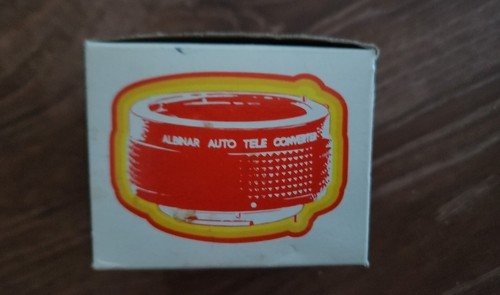 ALBINAR AUTO TELE CONVERTER